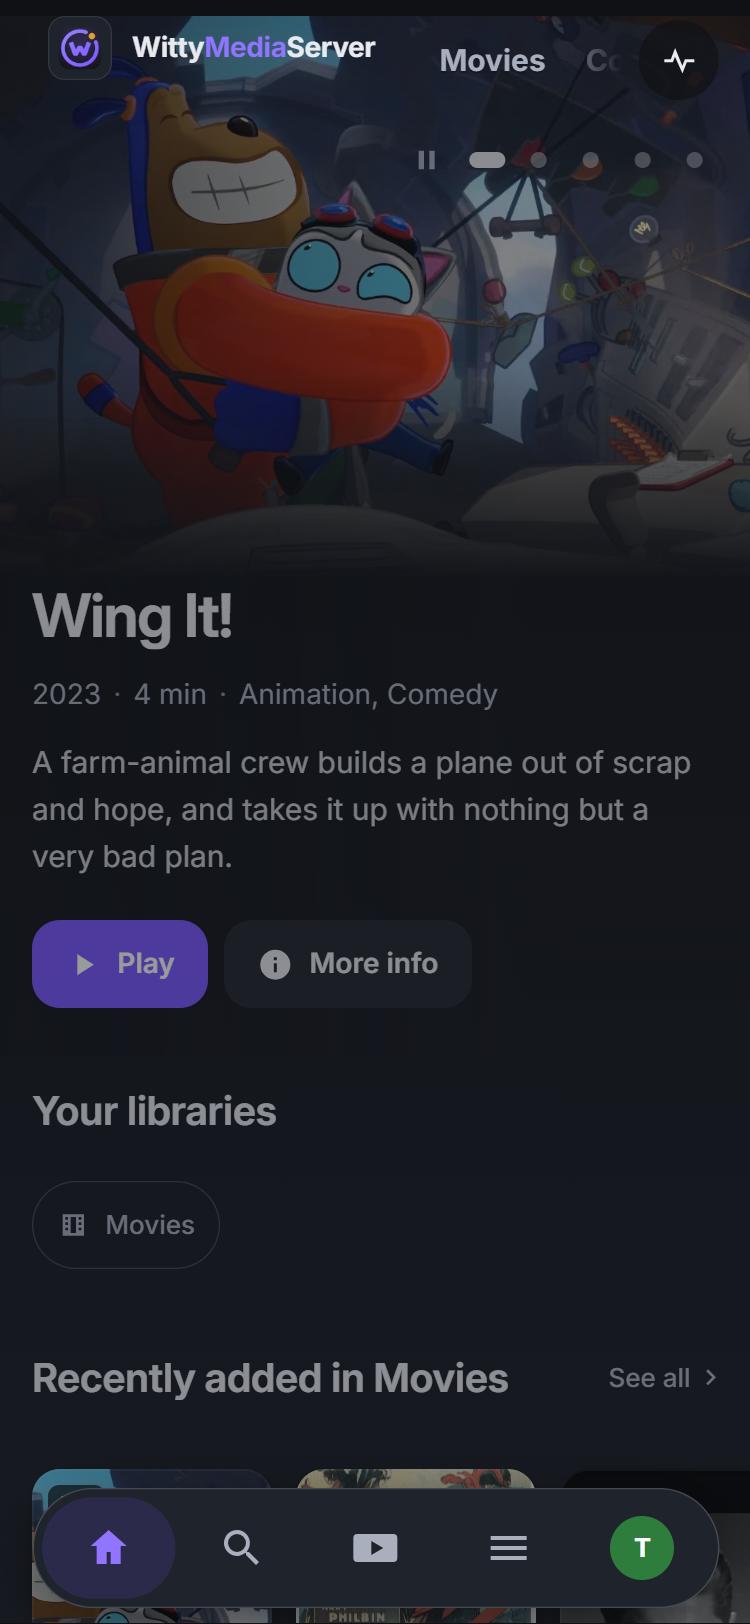 WittyMediaServer
Movies
Wing It!
2023 · 4 min · Animation, Comedy
A farm-animal crew builds a plane out of scrap
and hope, and takes it up with nothing but a
very bad plan.
Play
More info
Your libraries
Movies
Recently added in Movies
See all
T
PHILBIN